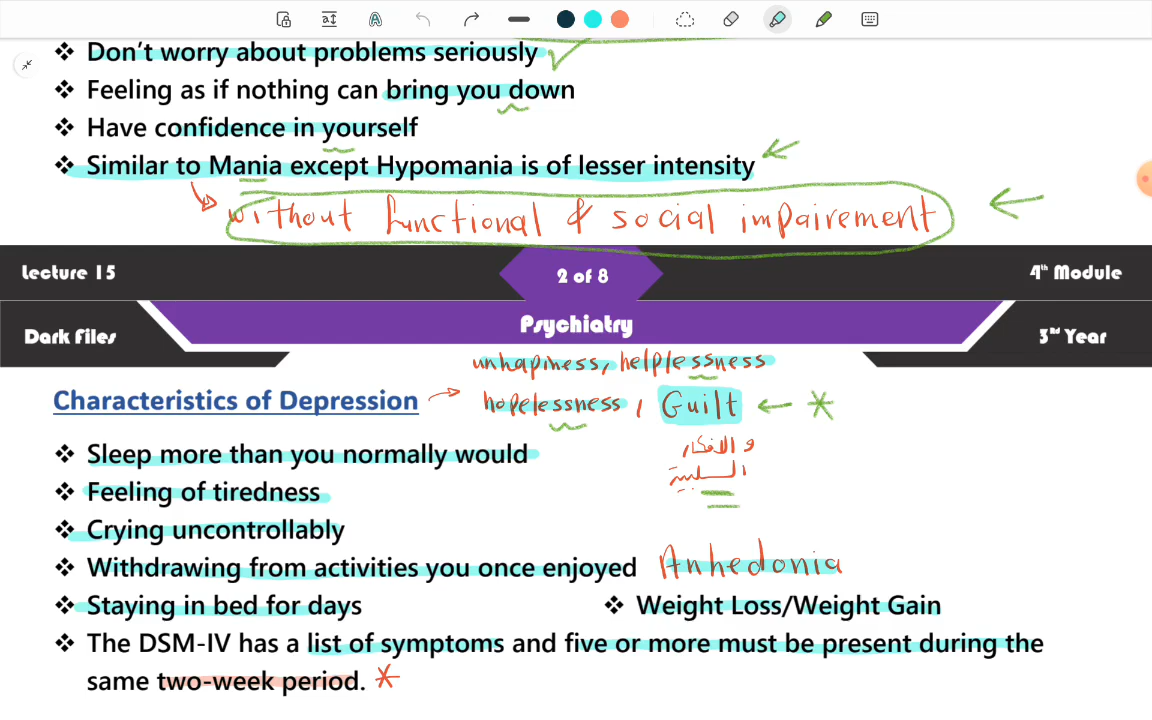 ❖ Don't worry about problems seriously
❖ Feeling as if nothing can bring you down
❖ Have confidence in yourself
❖ Similar to Mania except Hypomania is of lesser intensity
without functional & social impairement
Lecture 15
2 of 8
4th Module
Dark Files
Psychiatry
3nd Year
unhapiness, helplessness
Characteristics of Depression
hopelessness , Guilt
و الافكار
السلبية
❖ Sleep more than you normally would
❖ Feeling of tiredness
❖ Crying uncontrollably
❖ Withdrawing from activities you once enjoyed Anhedonia
❖ Staying in bed for days ❖ Weight Loss/Weight Gain
❖ The DSM-IV has a list of symptoms and five or more must be present during the
same two-week period.